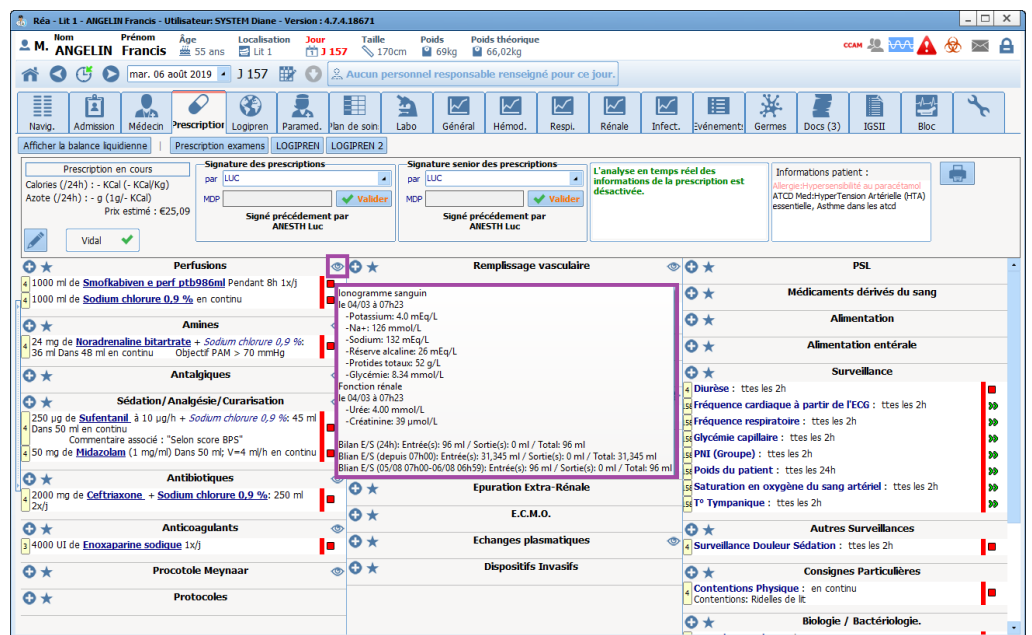 Réa - Lit 1 - ANGELIN Francis - Utilisateur: SYSTEM Diane - Version : 4.7.4.18671
Nom Prénom Âge Localisation Jour Taille Poids Poids théorique
M. ANGELIN Francis 55 ans Lit 1 J 157 170cm 69kg 66,02kg
CCAM
mar. 06 août 2019 J 157 Aucun personnel responsable renseigné pour ce jour.
Navig. Admission Médecin Prescription Logipren Paramed. Plan de soin Labo Général Hémod. Respi. Rénale Infect. Evénement Germes Docs (3) IGSII Bloc
Afficher la balance liquidienne | Prescription examens LOGIPREN LOGIPREN 2
Prescription en cours
Calories (/24h) : - KCal (- KCal/Kg)
Azote (/24h) : - g (1g/- KCal)
Prix estimé : €25,09
Vidal
Signature des prescriptions
par LUC
MDP Valider
Signé précédement par
ANESTH Luc
Signature senior des prescriptions
par LUC
MDP Valider
Signé précédement par
ANESTH Luc
L'analyse en temps réel des
informations de la prescription est
désactivée.
Informations patient :
Allergie:Hypersensibilité au paracétamol
ATCD Med:HyperTension Artérielle (HTA)
essentielle, Asthme dans les atcd
Perfusions
4 1000 ml de Smofkabiven e perf ptb986ml Pendant 8h 1x/j
4 1000 ml de Sodium chlorure 0,9 % en continu
Amines
4 24 mg de Noradrenaline bitartrate + Sodium chlorure 0,9 %:
36 ml Dans 48 ml en continu Objectif PAM > 70 mmHg
Antalgiques
Sédation/Analgésie/Curarisation
4 250 µg de Sufentanil à 10 µg/h + Sodium chlorure 0,9 %: 45 ml
Dans 50 ml en continu
Commentaire associé : "Selon score BPS"
4 50 mg de Midazolam (1 mg/ml) Dans 50 ml; V=4 ml/h en continu
Antibiotiques
4 2000 mg de Ceftriaxone + Sodium chlorure 0,9 %: 250 ml
2x/j
Anticoagulants
3 4000 UI de Enoxaparine sodique 1x/j
Procotole Meynaar
Protocoles
Remplissage vasculaire
Ionogramme sanguin
le 04/03 à 07h23
-Potassium: 4.0 mEq/L
-Na+: 126 mmol/L
-Sodium: 132 mEq/L
-Réserve alcaline: 26 mEq/L
-Protides totaux: 52 g/L
-Glycémie: 8.34 mmol/L
Fonction rénale
le 04/03 à 07h23
-Urée: 4.00 mmol/L
-Créatinine: 39 µmol/L
Bilan E/S (24h): Entrée(s): 96 ml / Sortie(s): 0 ml / Total: 96 ml
Blian E/S (depuis 07h00): Entrée(s): 31,345 ml / Sortie(s): 0 ml / Total: 31,345 ml
Blian E/S (05/08 07h00-06/08 06h59): Entrée(s): 96 ml / Sortie(s): 0 ml / Total: 96 ml
Epuration Extra-Rénale
E.C.M.O.
Echanges plasmatiques
Dispositifs Invasifs
PSL
Médicaments dérivés du sang
Alimentation
Alimentation entérale
Surveillance
4 Diurèse : ttes les 2h
Fréquence cardiaque à partir de l'ECG : ttes les 2h
Fréquence respiratoire : ttes les 2h
Glycémie capillaire : ttes les 2h
PNI (Groupe) : ttes les 2h
Poids du patient : ttes les 24h
Saturation en oxygène du sang artériel : ttes les 2h
T° Tympanique : ttes les 2h
Autres Surveillances
4 Surveillance Douleur Sédation : ttes les 2h
Consignes Particulières
4 Contentions Physique : en continu
Contentions: Ridelles de lit
Biologie / Bactériologie.